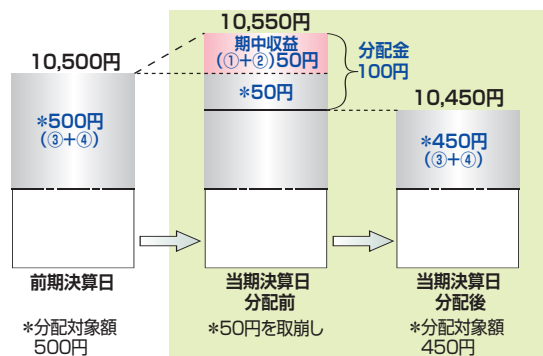 10,500円
*500円
(③+④)
前期決算日
*分配対象額
500円
10,550円
期中収益
(①+②)50円
*50円
分配金
100円
当期決算日
分配前
*50円を取崩し
10,450円
*450円
(③+④)
当期決算日
分配後
*分配対象額
450円